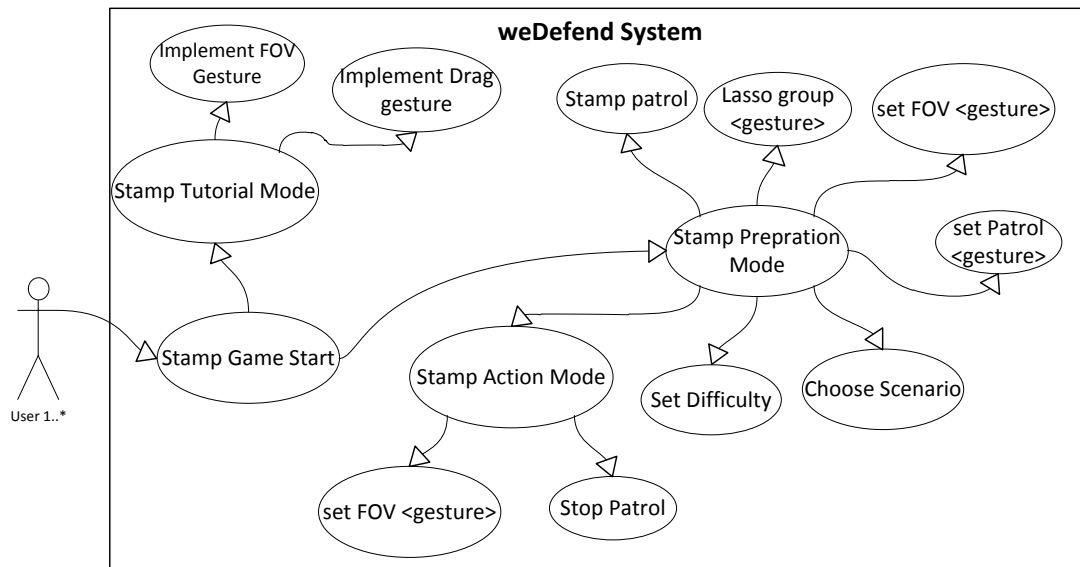 weDefend System
Implement FOV
Gesture
Implement Drag
gesture
Stamp patrol
Lasso group
<gesture>
set FOV <gesture>
Stamp Tutorial Mode
Stamp Prepration
Mode
set Patrol
<gesture>
Stamp Game Start
Stamp Action Mode
Set Difficulty
Choose Scenario
User 1..*
set FOV <gesture>
Stop Patrol